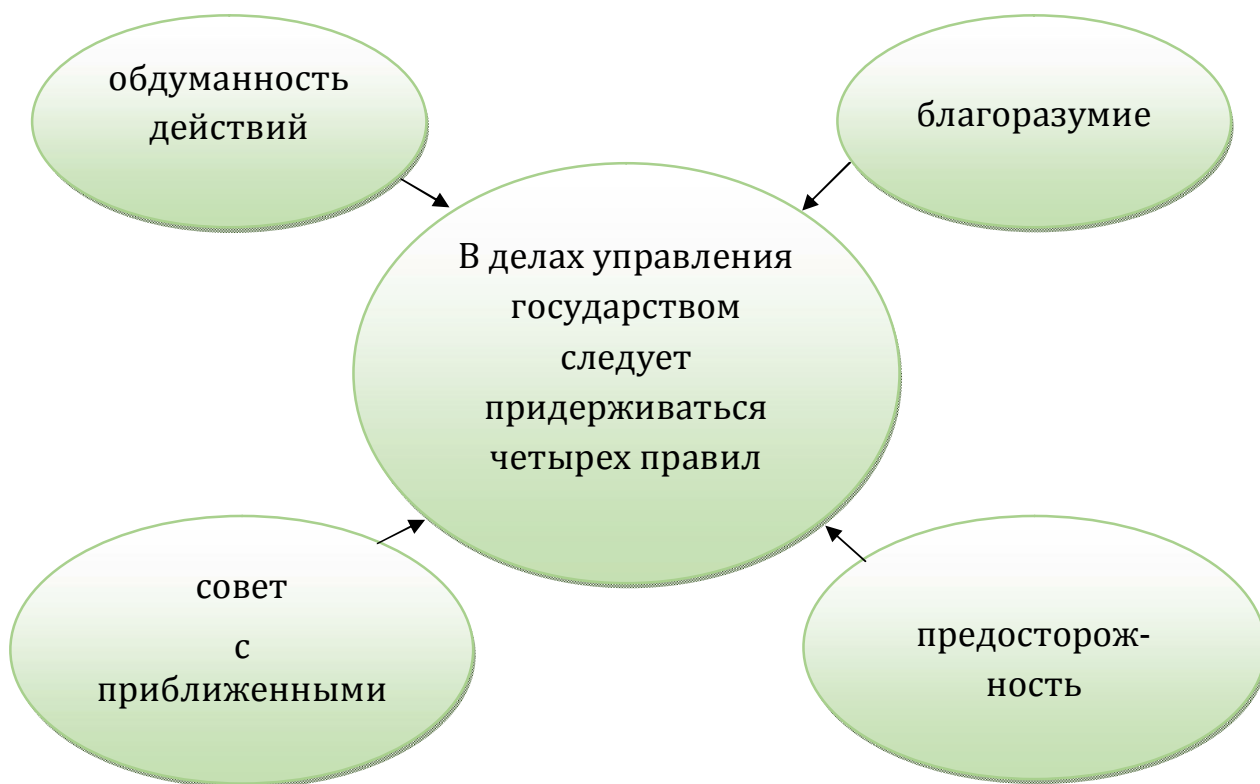 обдуманность
действий
благоразумие
В делах управления
государством
следует
придерживаться
четырех правил
совет
с
приближенными
предосторож-
ность